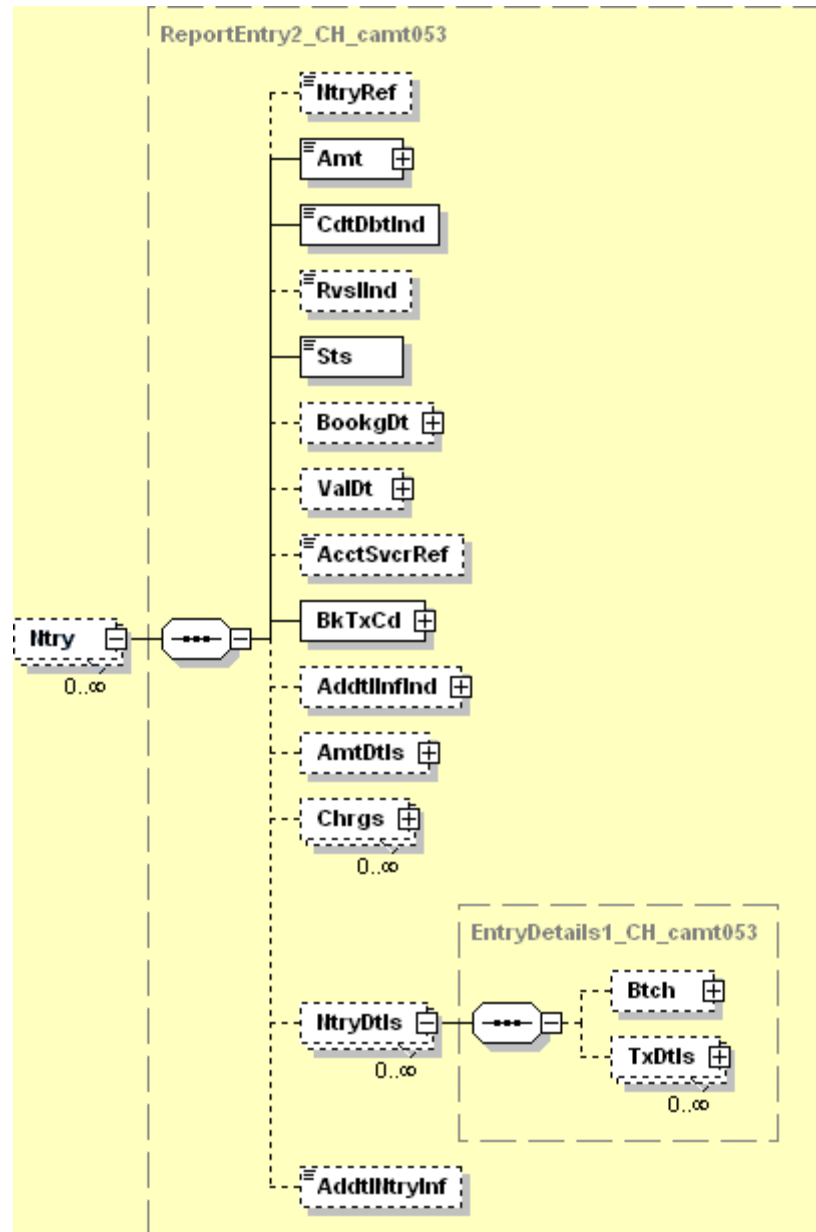 ReportEntry2_CH_camt053
NtryRef
Amt
CdtDbtInd
RvslInd
Sts
BookgDt
ValDt
AcctSvcrRef
BkTxCd
Ntry
0..∞
AddtlInfInd
AmtDtls
Chrgs
0..∞
EntryDetails1_CH_camt053
Btch
NtryDtls
0..∞
TxDtls
0..∞
AddtlNtryInf